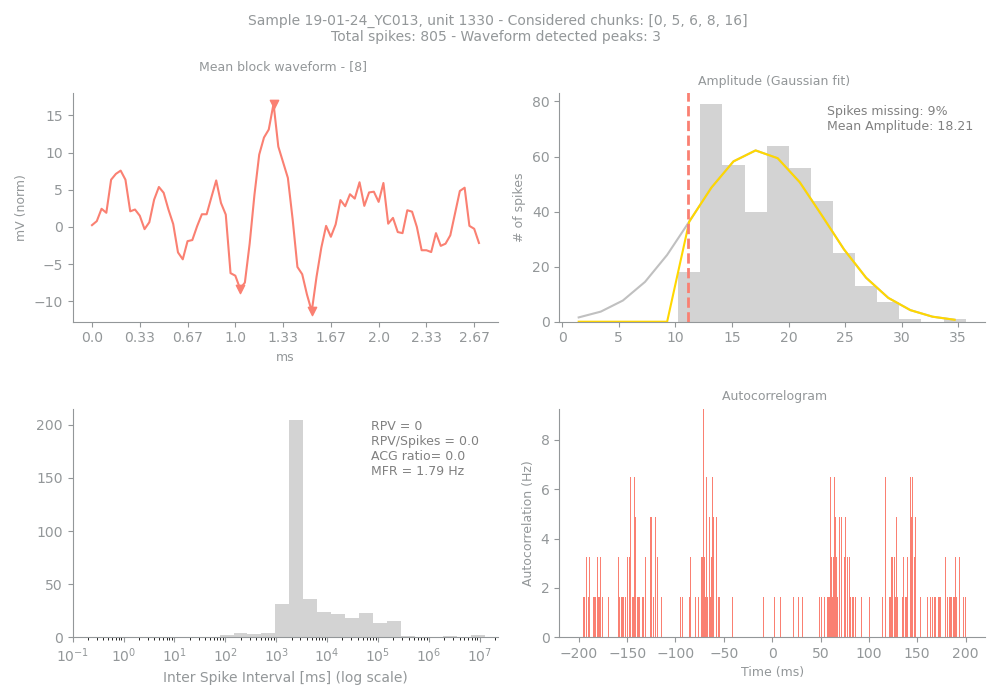 Sample 19-01-24_YC013, unit 1330 - Considered chunks: [0, 5, 6, 8, 16]
Total spikes: 805 - Waveform detected peaks: 3
Mean block waveform - [8]
mV (norm)
15
10
5
0
−5
−10
0.0 0.33 0.67 1.0 1.33 1.67 2.0 2.33 2.67
ms
Amplitude (Gaussian fit)
Spikes missing: 9%
Mean Amplitude: 18.21
# of spikes
80
60
40
20
0
0 5 10 15 20 25 30 35
RPV = 0
RPV/Spikes = 0.0
ACG ratio= 0.0
MFR = 1.79 Hz
200
150
100
50
0
10⁻¹ 10⁰ 10¹ 10² 10³ 10⁴ 10⁵ 10⁶ 10⁷
Inter Spike Interval [ms] (log scale)
Autocorrelogram
Autocorrelation (Hz)
8
6
4
2
0
−200 −150 −100 −50 0 50 100 150 200
Time (ms)